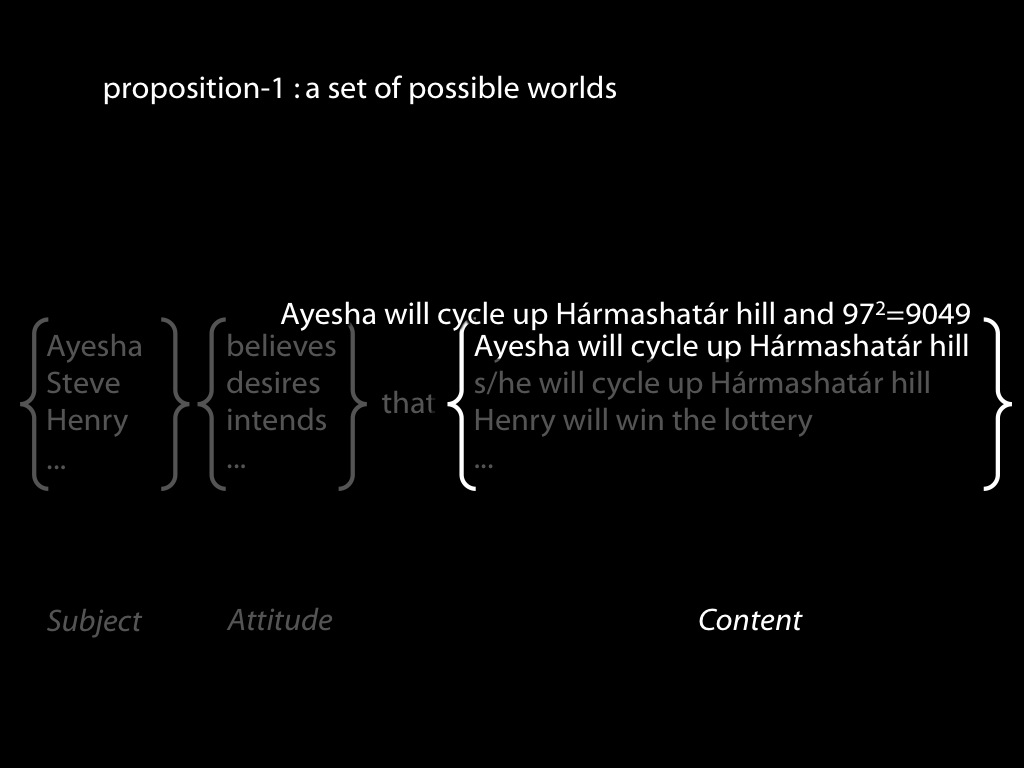 proposition-1 : a set of possible worlds
Ayesha will cycle up Hármashatár hill and 97²=9049
Ayesha
Steve
Henry
...
believes
desires
intends
...
that
Ayesha will cycle up Hármashatár hill
s/he will cycle up Hármashatár hill
Henry will win the lottery
...
Subject
Attitude
Content